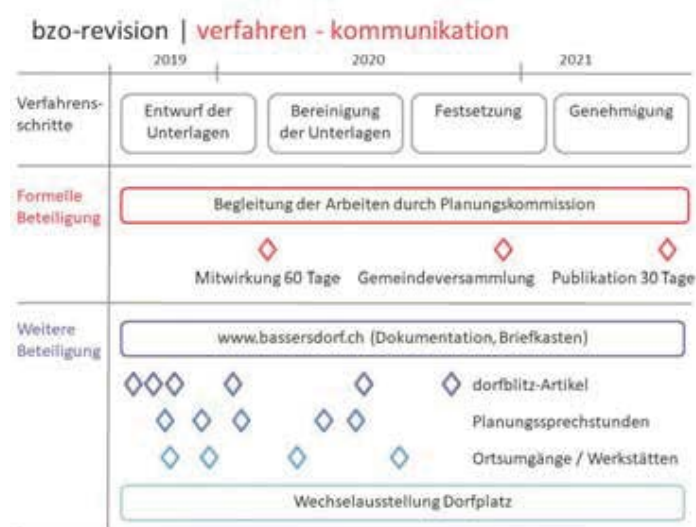 bzo-revision | verfahren - kommunikation
2019 2020 2021
Verfahrens-
schritte
Entwurf der
Unterlagen
Bereinigung
der Unterlagen
Festsetzung
Genehmigung
Formelle
Beteiligung
Begleitung der Arbeiten durch Planungskommission
Mitwirkung 60 Tage Gemeindeversammlung Publikation 30 Tage
Weitere
Beteiligung
www.bassersdorf.ch (Dokumentation, Briefkasten)
dorfblitz-Artikel
Planungssprechstunden
Ortsumgänge / Werkstätten
Wechselausstellung Dorfplatz